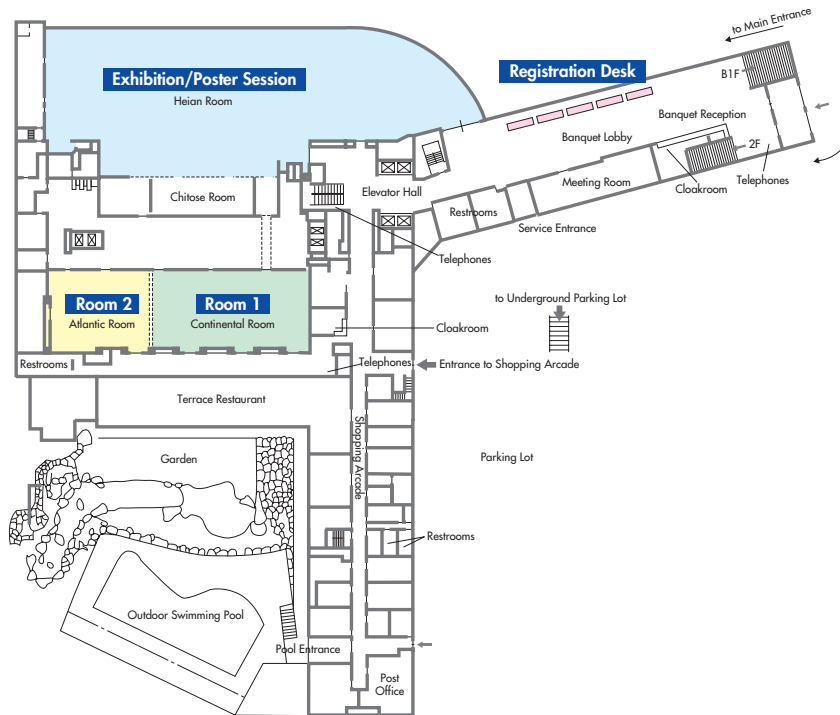 to Main Entrance
Exhibition/Poster Session
Heian Room
Registration Desk
B1F
Banquet Reception
Banquet Lobby
2F
Meeting Room
Cloakroom
Telephones
Elevator Hall
Chitose Room
Restrooms
Service Entrance
Telephones
Room 2
Atlantic Room
Room 1
Continental Room
to Underground Parking Lot
Cloakroom
Restrooms
Telephones
Entrance to Shopping Arcade
Terrace Restaurant
Shopping Arcade
Garden
Parking Lot
Restrooms
Outdoor Swimming Pool
Pool Entrance
Post
Office